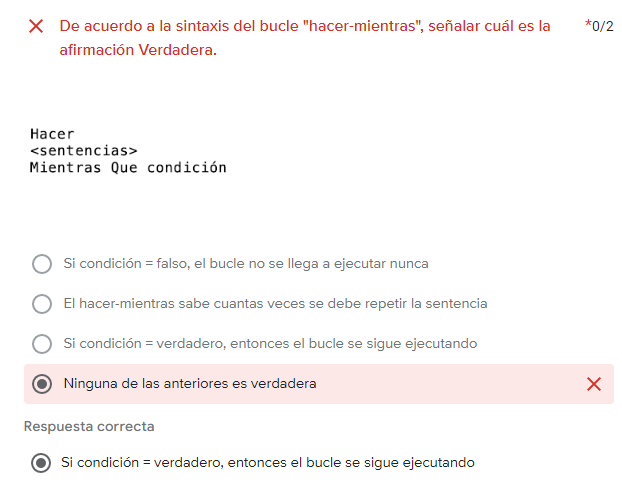 De acuerdo a la sintaxis del bucle "hacer-mientras", señalar cuál es la *0/2
afirmación Verdadera.
Hacer
<sentencias>
Mientras Que condición
Si condición = falso, el bucle no se llega a ejecutar nunca
El hacer-mientras sabe cuantas veces se debe repetir la sentencia
Si condición = verdadero, entonces el bucle se sigue ejecutando
Ninguna de las anteriores es verdadera
Respuesta correcta
Si condición = verdadero, entonces el bucle se sigue ejecutando